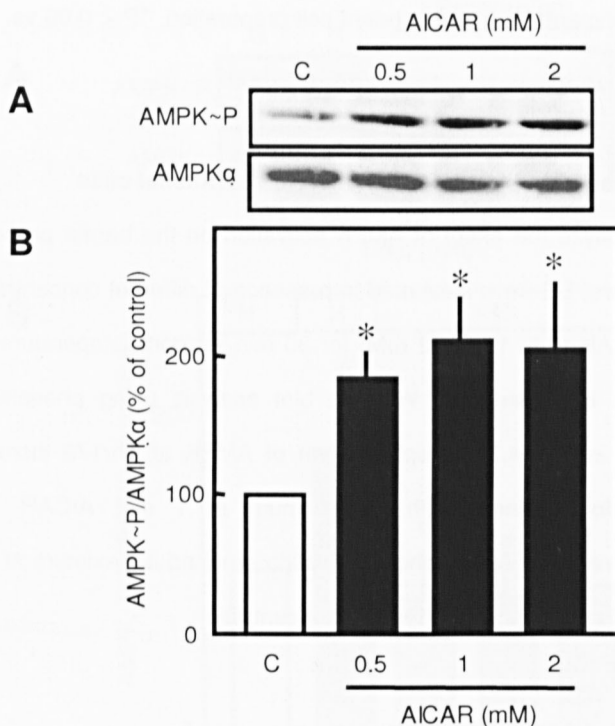 AICAR (mM)
C 0.5 1 2
A
AMPK~P
AMPKα
B
* * *
AMPK~P/AMPKα (% of control)
200
100
0
C 0.5 1 2
AICAR (mM)